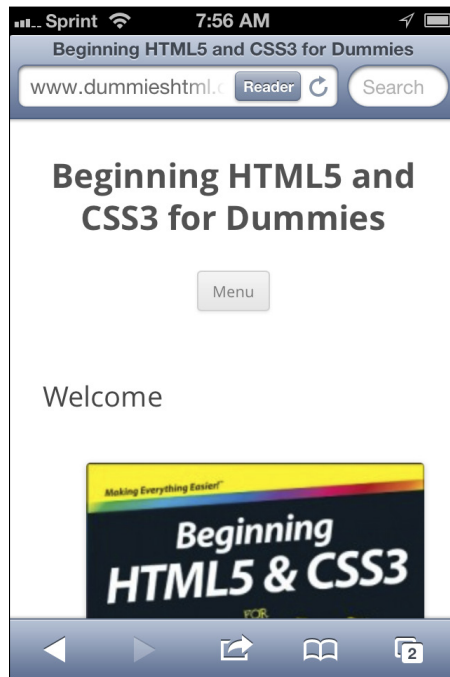 Sprint 7:56 AM
Beginning HTML5 and CSS3 for Dummies
www.dummieshtml. Reader Search
Beginning HTML5 and
CSS3 for Dummies
Menu
Welcome
Making Everything Easier!™
Beginning
HTML5 & CSS3
FOR
2